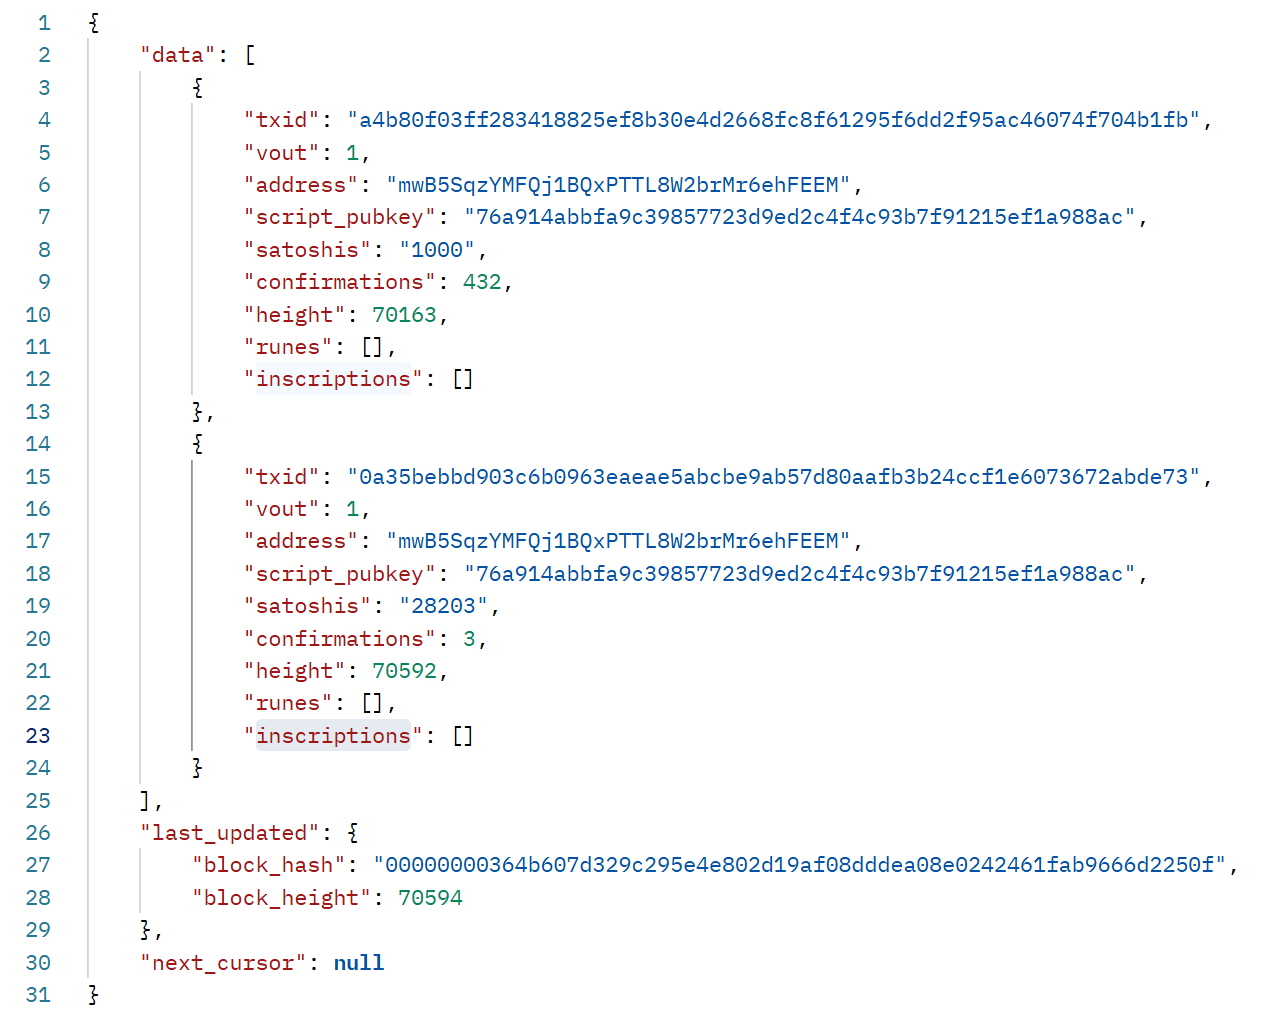 1 {
2 "data": [
3 {
4 "txid": "a4b80f03ff283418825ef8b30e4d2668fc8f61295f6dd2f95ac46074f704b1fb",
5 "vout": 1,
6 "address": "mwB5SqzYMFQj1BQxPTTL8W2brMr6ehFEEM",
7 "script_pubkey": "76a914abbfa9c39857723d9ed2c4f4c93b7f91215ef1a988ac",
8 "satoshis": "1000",
9 "confirmations": 432,
10 "height": 70163,
11 "runes": [],
12 "inscriptions": []
13 },
14 {
15 "txid": "0a35bebbd903c6b0963eaeae5abcbe9ab57d80aafb3b24ccf1e6073672abde73",
16 "vout": 1,
17 "address": "mwB5SqzYMFQj1BQxPTTL8W2brMr6ehFEEM",
18 "script_pubkey": "76a914abbfa9c39857723d9ed2c4f4c93b7f91215ef1a988ac",
19 "satoshis": "28203",
20 "confirmations": 3,
21 "height": 70592,
22 "runes": [],
23 "inscriptions": []
24 }
25 ],
26 "last_updated": {
27 "block_hash": "00000000364b607d329c295e4e802d19af08dddea08e0242461fab9666d2250f",
28 "block_height": 70594
29 },
30 "next_cursor": null
31 }